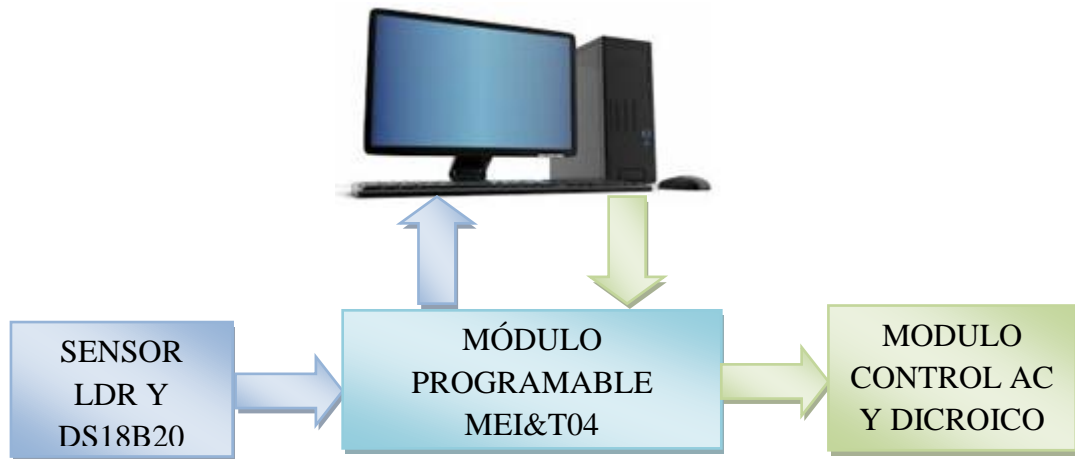 SENSOR
LDR Y
DS18B20
MÓDULO
PROGRAMABLE
MEI&T04
MODULO
CONTROL AC
Y DICROICO